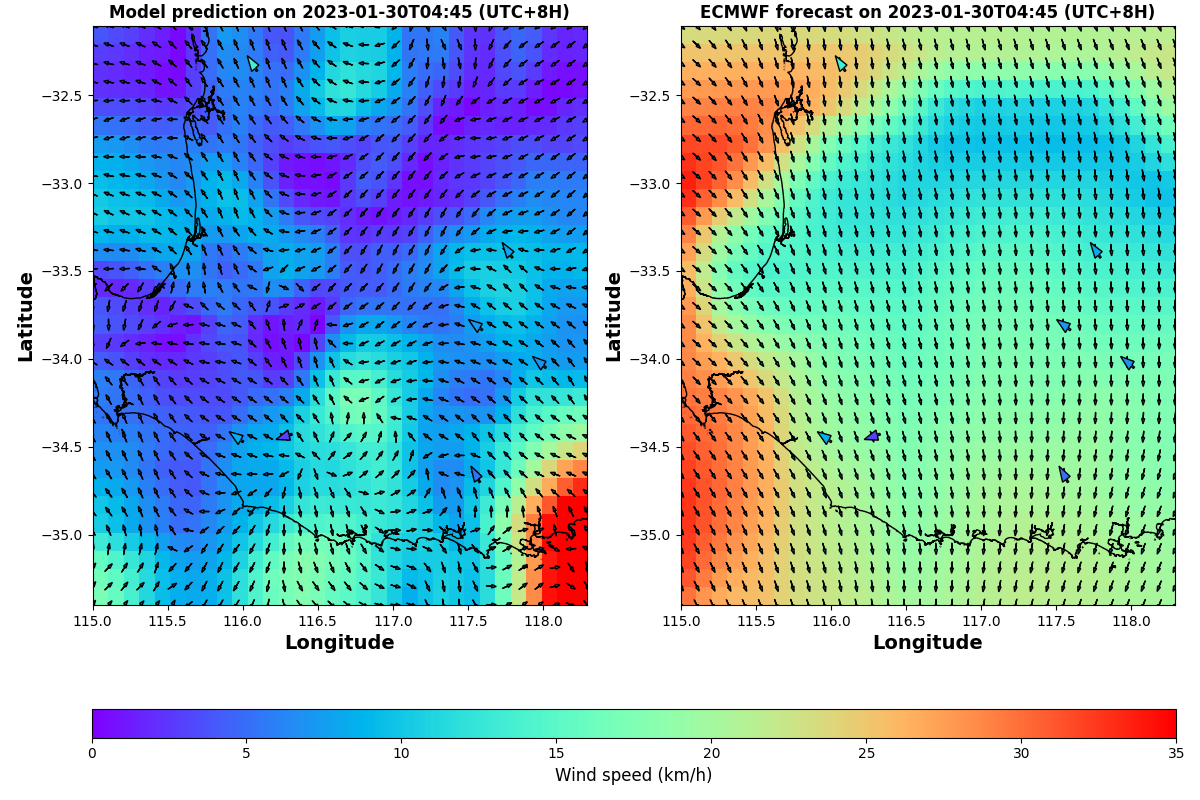 Model prediction on 2023-01-30T04:45 (UTC+8H)
ECMWF forecast on 2023-01-30T04:45 (UTC+8H)
Latitude
−32.5
−33.0
−33.5
−34.0
−34.5
−35.0
115.0 115.5 116.0 116.5 117.0 117.5 118.0
Longitude
Latitude
−32.5
−33.0
−33.5
−34.0
−34.5
−35.0
115.0 115.5 116.0 116.5 117.0 117.5 118.0
Longitude
0 5 10 15 20 25 30 35
Wind speed (km/h)